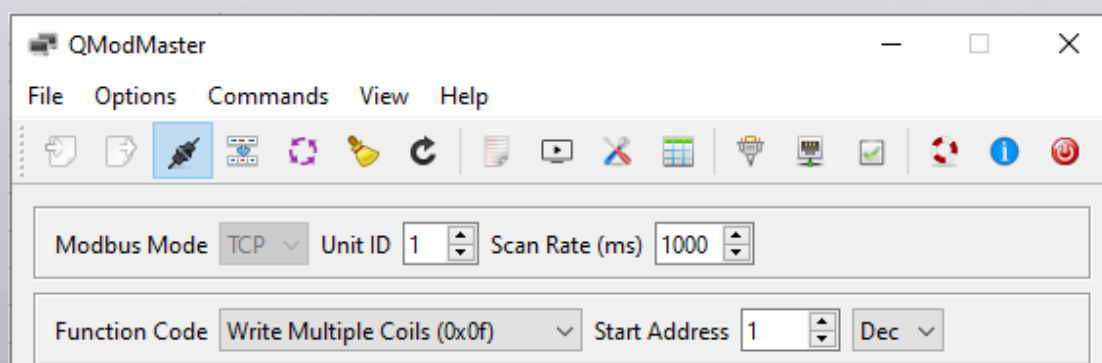 QModMaster
File Options Commands View Help
Modbus Mode TCP Unit ID 1 Scan Rate (ms) 1000
Function Code Write Multiple Coils (0x0f) Start Address 1 Dec